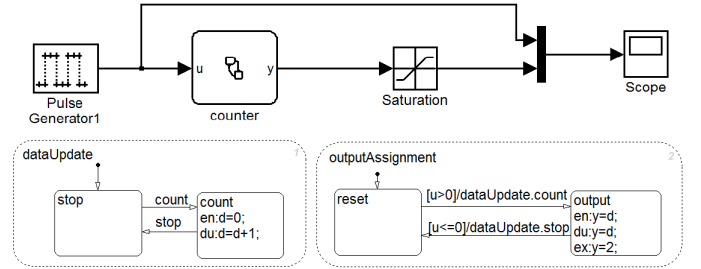 u
y
Pulse
Generator1
counter
Saturation
Scope
dataUpdate
1
stop
count
stop
count
en:d=0;
du:d=d+1;
outputAssignment
2
reset
[u>0]/dataUpdate.count
[u<=0]/dataUpdate.stop
output
en:y=d;
du:y=d;
ex:y=2;